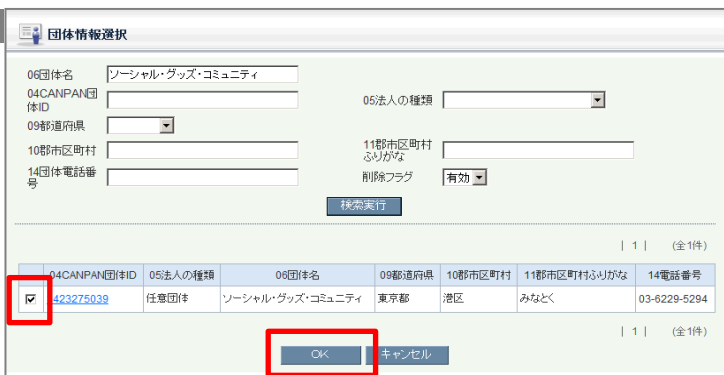 団体情報選択
06団体名 ソーシャル・グッズ・コミュニティ
04CANPAN団体ID 05法人の種類
09都道府県
10郡市区町村 11郡市区町村ふりがな
14団体電話番号 削除フラグ 有効
検索実行
| 1 | (全1件)
04CANPAN団体ID 05法人の種類 06団体名 09都道府県 10郡市区町村 11郡市区町村ふりがな 14電話番号
423275039 任意団体 ソーシャル・グッズ・コミュニティ 東京都 港区 みなとく 03-6229-5294
| 1 | (全1件)
OK キャンセル